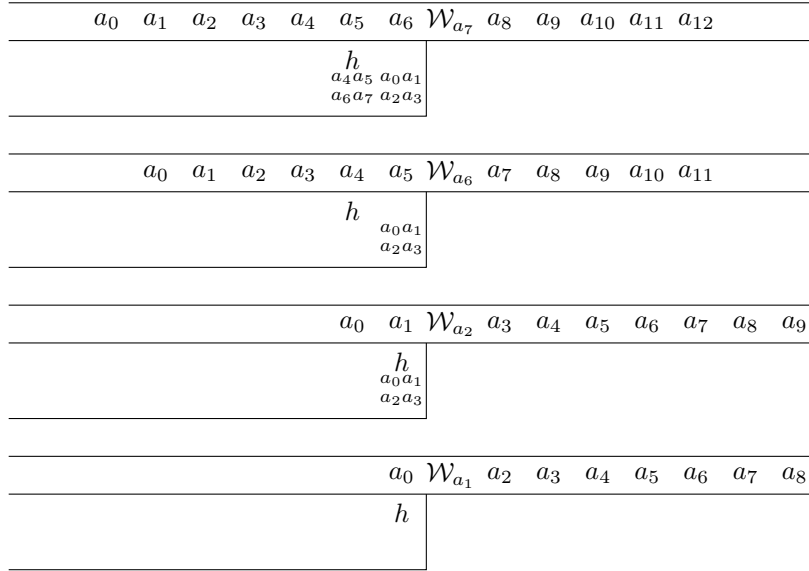 a₀ a₁ a₂ a₃ a₄ a₅ a₆ 𝒲ₐ₇ a₈ a₉ a₁₀ a₁₁ a₁₂
h
a₄a₅ a₀a₁
a₆a₇ a₂a₃
a₀ a₁ a₂ a₃ a₄ a₅ 𝒲ₐ₆ a₇ a₈ a₉ a₁₀ a₁₁
h
a₀a₁
a₂a₃
a₀ a₁ 𝒲ₐ₂ a₃ a₄ a₅ a₆ a₇ a₈ a₉
h
a₀a₁
a₂a₃
a₀ 𝒲ₐ₁ a₂ a₃ a₄ a₅ a₆ a₇ a₈
h